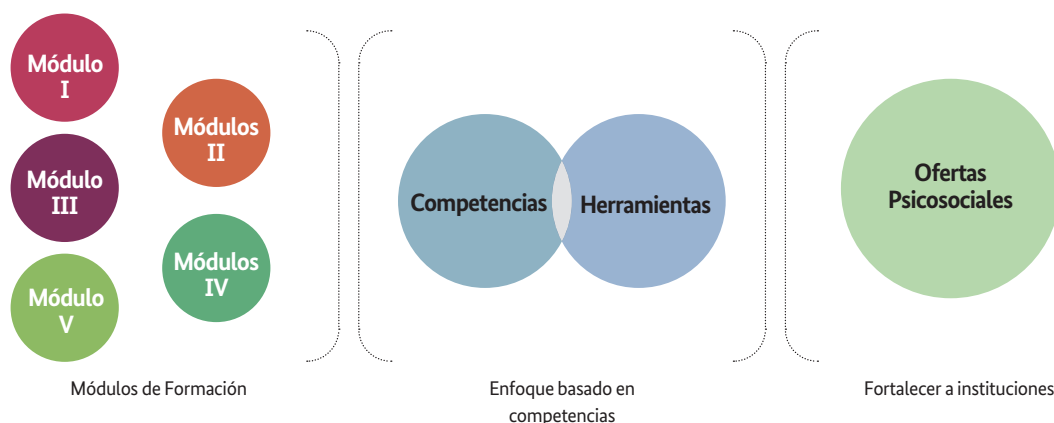 Módulo
I
Módulos
II
Módulo
III
Módulos
IV
Módulo
V
Competencias
Herramientas
Ofertas
Psicosociales
Módulos de Formación
Enfoque basado en
competencias
Fortalecer a instituciones